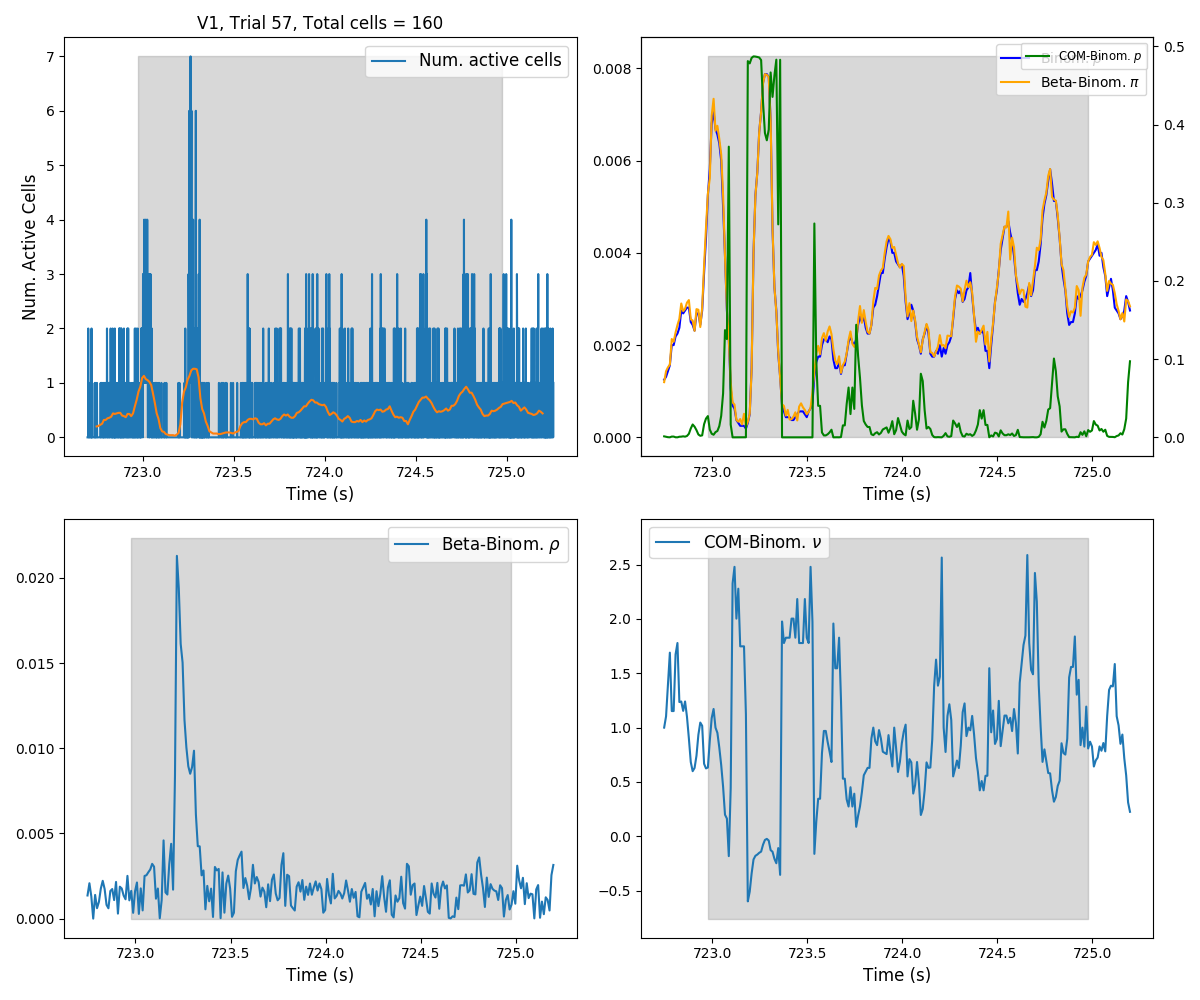 V1, Trial 57, Total cells = 160
Num. active cells
Num. Active Cells
7
6
5
4
3
2
1
0
723.0 723.5 724.0 724.5 725.0
Time (s)
COM-Binom. p
Beta-Binom. π
0.008
0.006
0.004
0.002
0.000
0.5
0.4
0.3
0.2
0.1
0.0
723.0 723.5 724.0 724.5 725.0
Time (s)
Beta-Binom. ρ
0.020
0.015
0.010
0.005
0.000
723.0 723.5 724.0 724.5 725.0
Time (s)
COM-Binom. ν
2.5
2.0
1.5
1.0
0.5
0.0
−0.5
723.0 723.5 724.0 724.5 725.0
Time (s)